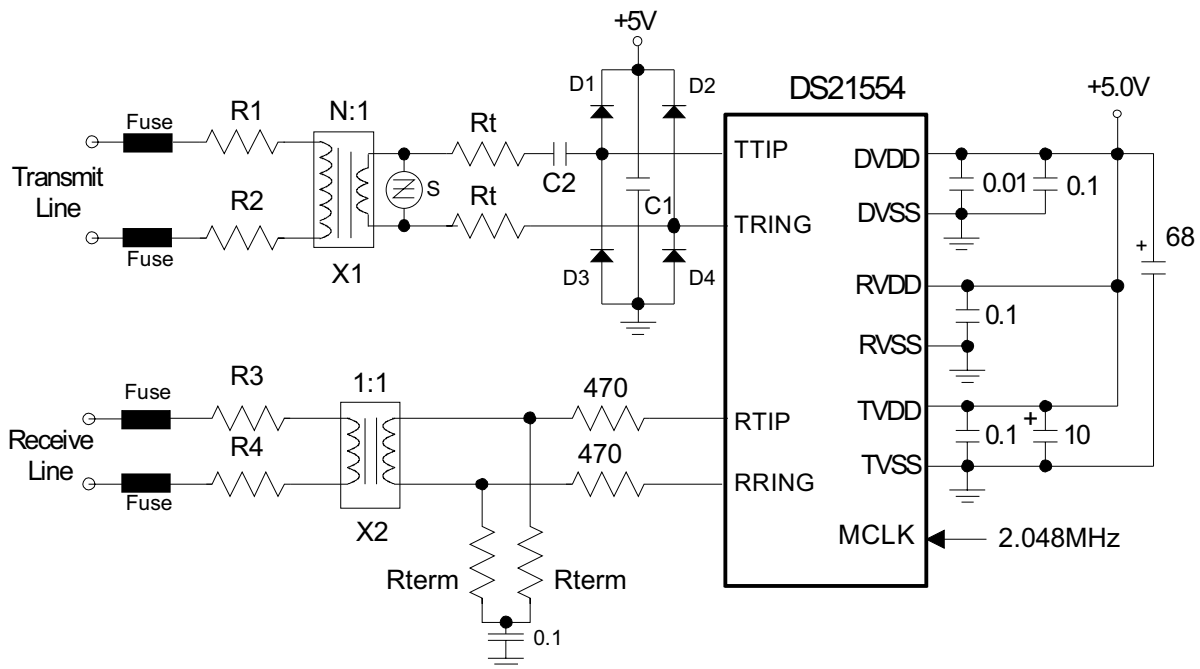 +5V
D1
D2
DS21554
+5.0V
Fuse
R1
N:1
Rt
C2
TTIP
DVDD
0.01
0.1
Transmit
Line
S
C1
R2
Rt
TRING
DVSS
68
+
Fuse
X1
D3
D4
RVDD
0.1
RVSS
Fuse
R3
1:1
470
RTIP
TVDD
+
0.1
10
Receive
Line
R4
470
RRING
TVSS
Fuse
X2
MCLK
2.048MHz
Rterm
Rterm
0.1